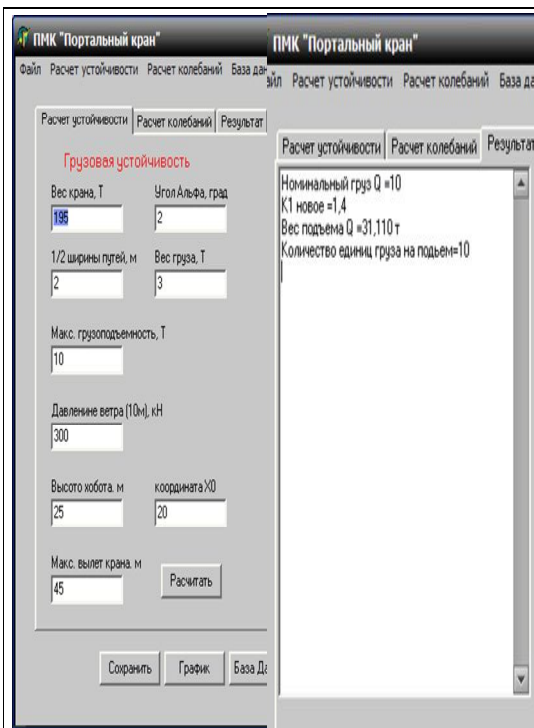 ПМК "Портальный кран"
Файл Расчет устойчивости Расчет колебаний База дан
Расчет устойчивости Расчет колебаний Результат
Грузовая устойчивость
Вес крана, Т Угол Альфа, град
195 2
1/2 ширины путей, м Вес груза, Т
2 3
Макс. грузоподъемность, Т
10
Давленине ветра (10м), кН
300
Высото хобота. м координата X0
25 20
Макс. вылет крана. м
45 Расчитать
Сохранить График База Да
ПМК "Портальный кран"
айл Расчет устойчивости Расчет колебаний База да
Расчет устойчивости Расчет колебаний Результат
Номинальный груз Q =10
К1 новое =1,4
Вес подъема Q =31,110 т
Количество единиц груза на подьем=10